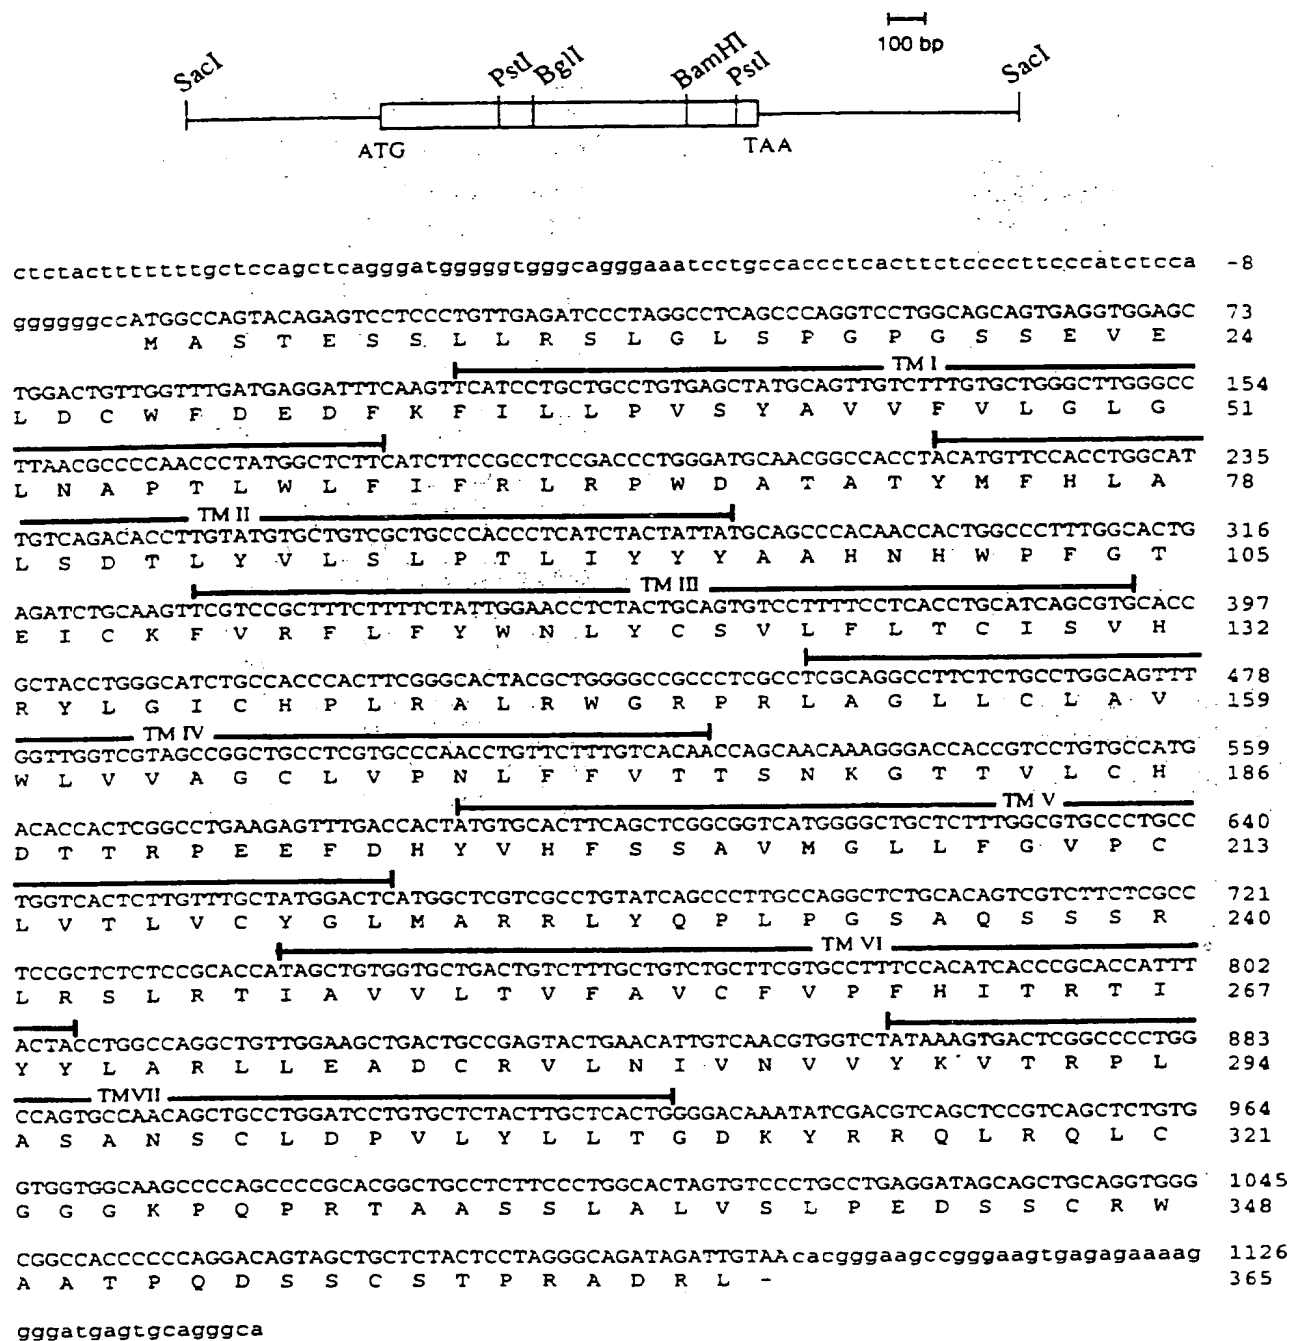 100 bp
SacI PstI BglI BamHI PstI SacI
ATG TAA
ctctacttttttttgctccagctcagggatgggggtgggcagggaaatcctgccaccctcacttctccccttcccatctcca -8
ggggggccATGGCCAGTACAGAGTCCTCCCTGTTGAGATCCCTAGGCCTCAGCCCAGGTCCTGGCAGCAGTGAGGTGGAGC 73
M A S T E S S L L R S L G L S P G P G S S E V E 24
TM I
TGGACTGTTGGTTTGATGAGGATTTCAAGTTCATCCTGCTGCCTGTGAGCTATGCAGTTGTCTTTGTGCTGGGCTTGGGCC 154
L D C W F D E D F K F I L L P V S Y A V V F V L G L G 51
TTAACGCCCCAACCCTATGGCTCTTCATCTTCCGCCTCCGACCCTGGGATGCAACGGCCACCTACATGTTCCACCTGGCAT 235
L N A P T L W L F I F R L R P W D A T A T Y M F H L A 78
TM II
TGTCAGACACCTTGTATGTGCTGTCGCTGCCCACCCTCATCTACTATTATGCAGCCCACAACCACTGGCCCTTTGGCACTG 316
L S D T L Y V L S L P T L I Y Y Y A A H N H W P F G T 105
TM III
AGATCTGCAAGTTCGTCCGCTTTCTTTTCTATTGGAACCTCTACTGCAGTGTCCTTTTCCTCACCTGCATCAGCGTGCACC 397
E I C K F V R F L F Y W N L Y C S V L F L T C I S V H 132
GCTACCTGGGCATCTGCCACCCACTTCGGGCACTACGCTGGGGCCGCCCTCGCCTCGCAGGCCTTCTCTGCCTGGCAGTTT 478
R Y L G I C H P L R A L R W G R P R L A G L L C L A V 159
TM IV
GGTTGGTCGTAGCCGGCTGCCTCGTGCCCAACCTGTTCTTTGTCACAACCAGCAACAAAGGGACCACCGTCCTGTGCCATG 559
W L V V A G C L V P N L F F V T T S N K G T T V L C H 186
TM V
ACACCACTCGGCCTGAAGAGTTTGACCACTATGTGCACTTCAGCTCGGCGGTCATGGGGCTGCTCTTTGGCGTGCCCTGCC 640
D T T R P E E F D H Y V H F S S A V M G L L F G V P C 213
TGGTCACTCTTGTTTGCTATGGACTCATGGCTCGTCGCCTGTATCAGCCCTTGCCAGGCTCTGCACAGTCGTCTTCTCGCC 721
L V T L V C Y G L M A R R L Y Q P L P G S A Q S S S R 240
TM VI
TCCGCTCTCTCCGCACCATAGCTGTGGTGCTGACTGTCTTTGCTGTCTGCTTCGTGCCTTTCCACATCACCCGCACCATTT 802
L R S L R T I A V V L T V F A V C F V P F H I T R T I 267
ACTACCTGGCCAGGCTGTTGGAAGCTGACTGCCGAGTACTGAACATTGTCAACGTGGTCTATAAAGTGACTCGGCCCCTGG 883
Y Y L A R L L E A D C R V L N I V N V V Y K V T R P L 294
TM VII
CCAGTGCCAACAGCTGCCTGGATCCTGTGCTCTACTTGCTCACTGGGGACAAATATCGACGTCAGCTCCGTCAGCTCTGTG 964
A S A N S C L D P V L Y L L T G D K Y R R Q L R Q L C 321
GTGGTGGCAAGCCCCAGCCCCGCACGGCTGCCTCTTCCCTGGCACTAGTGTCCCTGCCTGAGGATAGCAGCTGCAGGTGGG 1045
G G G K P Q P R T A A S S L A L V S L P E D S S C R W 348
CGGCCACCCCCCAGGACAGTAGCTGCTCTACTCCTAGGGCAGATAGATTGTAAcacgggaagccgggaagtgagagaaaag 1126
A A T P Q D S S C S T P R A D R L - 365
gggatgagtgcagggca